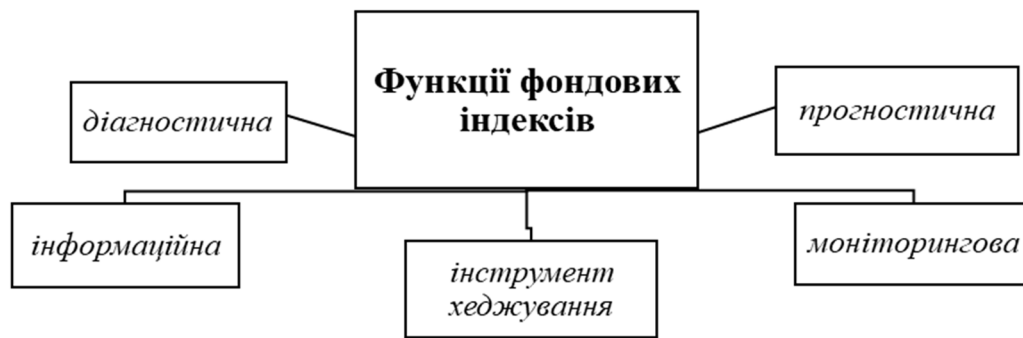 Функції фондових
індексів
діагностична
прогностична
інформаційна
інструмент
хеджування
моніторингова